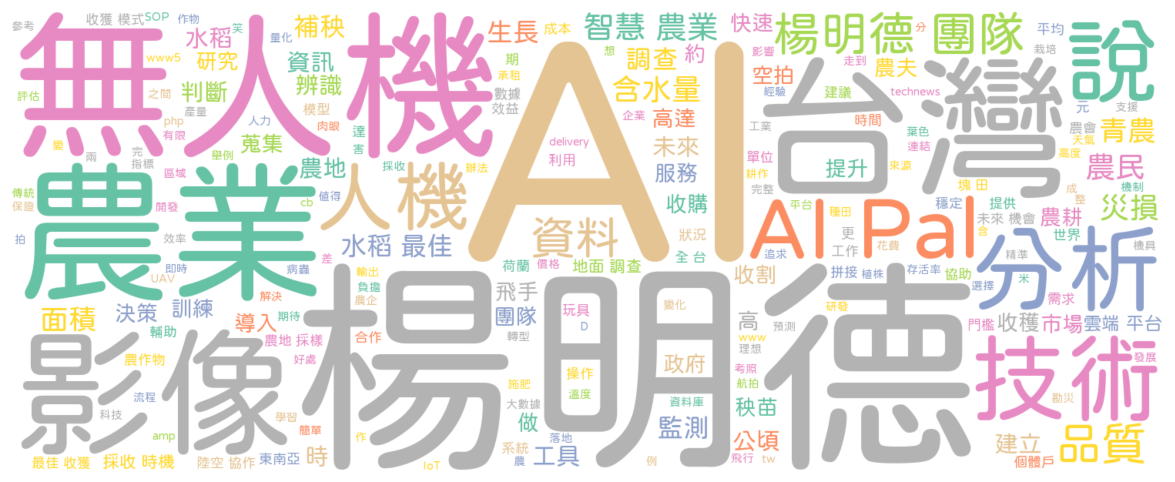 參考
收獲 模式
SOP
作物
笑
水稻
量化
補秧
www5
研究
資訊
無人機
評估
之間
判斷
辨識
產量
模型
php
人力
有限
蒐集
肉眼
變
兩
完
指標
舉例
區域
農地
傳統
保證
開發
值得
農業
cb
人機
拍
效率
即時
病蟲
差
UAV
解決
水稻 最佳
生長
成本
期
想
承租
數據
效益
達
害
採收
辦法
AI
智慧 農業
調查
約
含水量
企業
高達
delivery
利用
未來
服務
收購
資料
狀況
荷蘭
價格
地面 調查
全 台
快速
影響
空拍
經驗
楊明德 團隊
分
走到
農夫
建議
technews
時間
工業
單位
耕作
完整
提升
葉色
連結
來源
台灣
平台
種田
更
工作
含
花費
追求
AI Pal
平均
栽培
說
元
支援
農會
天氣
高度
青農
農民
塊 田
成
整
機制
穩定
提供
未來 機會
農耕
災損
世界
精準
機具
米
分析
選擇
需求
門檻
收穫
市場
雲端 平台
技術
發展
勘災
建立
品質
個體戶
面積
決策
訓練
輔助
導入
期待
影像
農作物
流程
科技
amp
農地 採樣
好處
學習
簡單
最佳 收獲
採收 時機
陸空 協作
東南亞
時
輸出
負擔
農企
合作
作
楊明德
飛手
團隊
轉型
玩具
D
施肥
操作
溫度
大數據
做
落地
系統
農
工具
IoT
例
變化
政府
資料庫
監測
飛行
tw
收割
拼接
植株
存活率
協助
高
預測
研發
www
理想
考照
航拍
秧苗
公頃